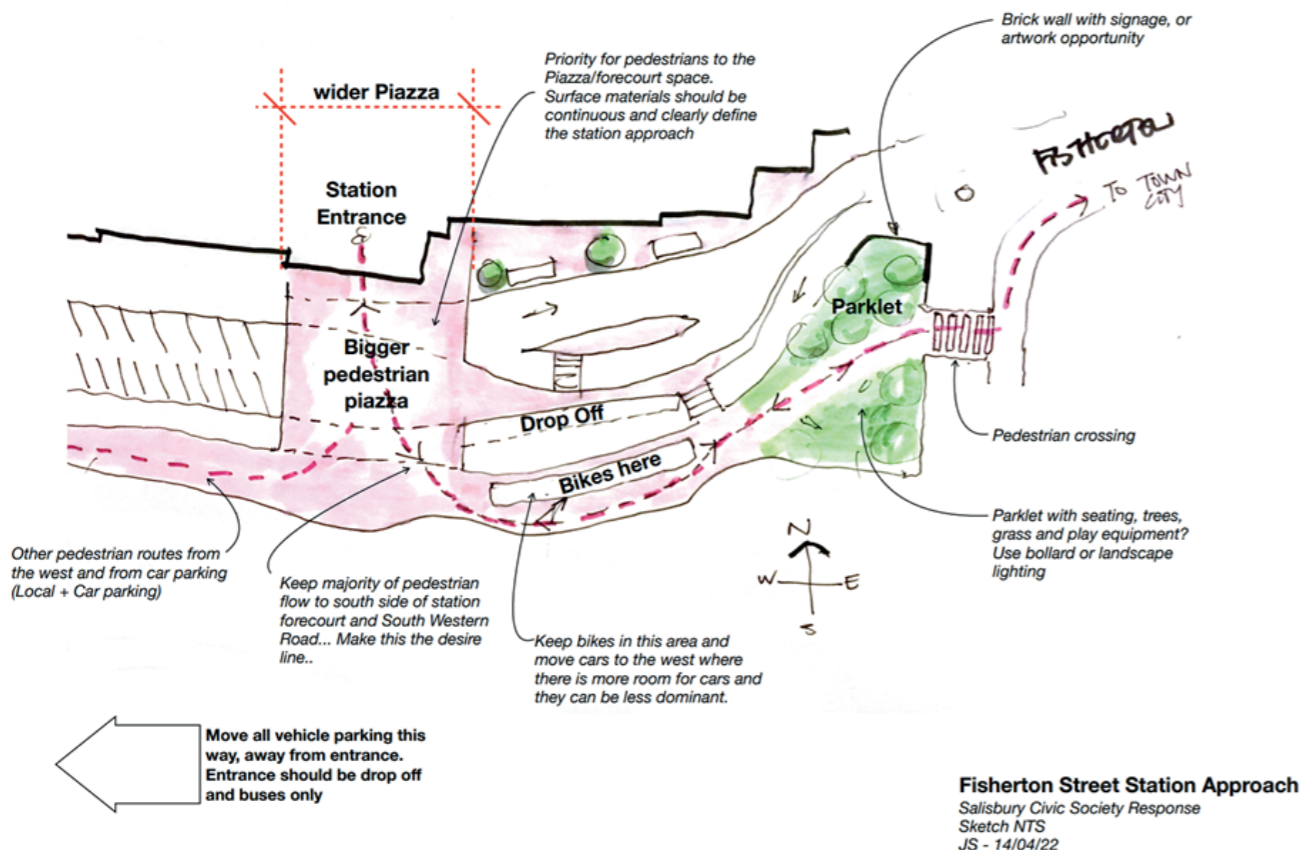 Brick wall with signage, or
artwork opportunity
Priority for pedestrians to the
Piazza/forecourt space.
Surface materials should be
continuous and clearly define
the station approach
wider Piazza
FISHERTON
TO TOWN
CITY
Station
Entrance
Parklet
Bigger
pedestrian
piazza
Drop Off
Bikes here
Pedestrian crossing
N
W E
S
Parklet with seating, trees,
grass and play equipment?
Use bollard or landscape
lighting
Other pedestrian routes from
the west and from car parking
(Local + Car parking)
Keep majority of pedestrian
flow to south side of station
forecourt and South Western
Road... Make this the desire
line..
Keep bikes in this area and
move cars to the west where
there is more room for cars and
they can be less dominant.
Move all vehicle parking this
way, away from entrance.
Entrance should be drop off
and buses only
Fisherton Street Station Approach
Salisbury Civic Society Response
Sketch NTS
JS - 14/04/22